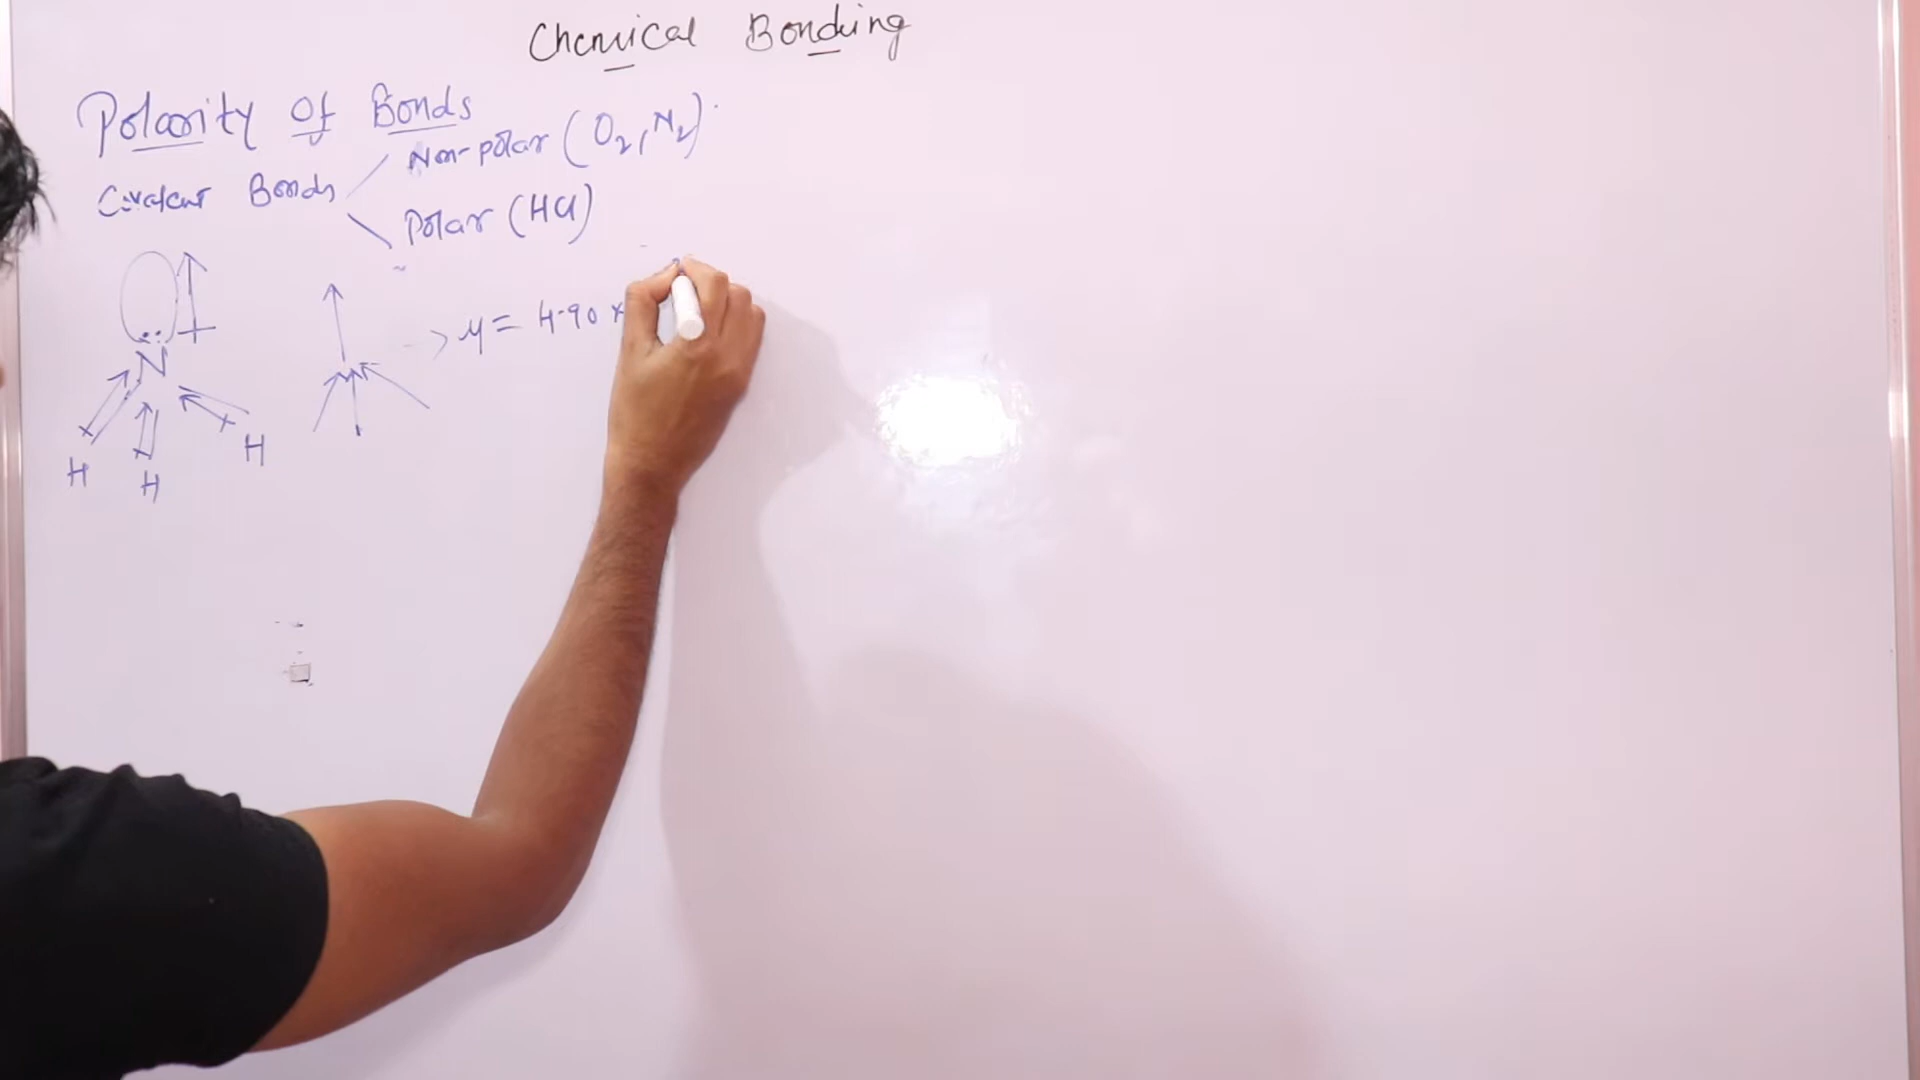 Chemical Bonding
Polarity Of Bonds
Covalent Bonds
Non-polar (O2, N2)
Polar (HCl)
N
H
H
H
μ = 4.90 x